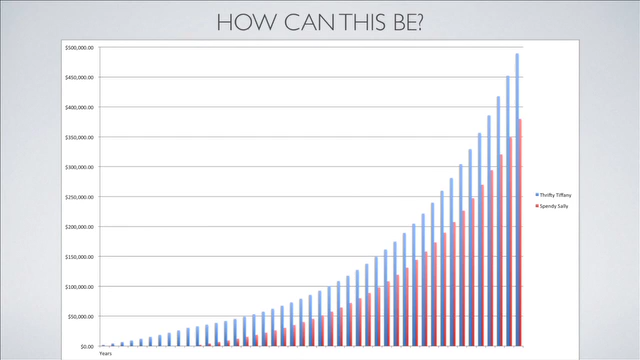 HOW CAN THIS BE?
$500,000.00
$450,000.00
$400,000.00
$350,000.00
$300,000.00
$250,000.00
$200,000.00
$150,000.00
$100,000.00
$50,000.00
$0.00
Years
Thrifty Tiffany
Spendy Sally